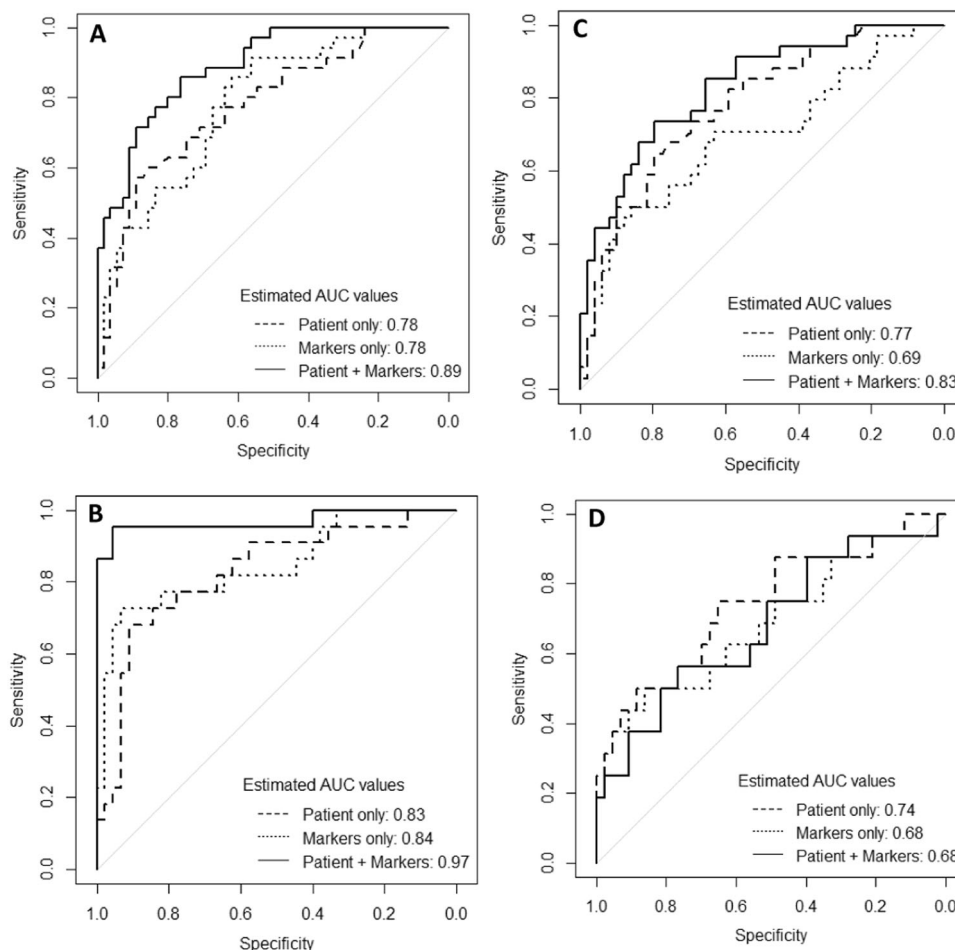 A
Sensitivity
1.0
0.8
0.6
0.4
0.2
0.0
Estimated AUC values
Patient only: 0.78
Markers only: 0.78
Patient + Markers: 0.89
1.0 0.8 0.6 0.4 0.2 0.0
Specificity
C
Sensitivity
1.0
0.8
0.6
0.4
0.2
0.0
Estimated AUC values
Patient only: 0.77
Markers only: 0.69
Patient + Markers: 0.83
1.0 0.8 0.6 0.4 0.2 0.0
Specificity
B
Sensitivity
1.0
0.8
0.6
0.4
0.2
0.0
Estimated AUC values
Patient only: 0.83
Markers only: 0.84
Patient + Markers: 0.97
1.0 0.8 0.6 0.4 0.2 0.0
Specificity
D
Sensitivity
1.0
0.8
0.6
0.4
0.2
0.0
Estimated AUC values
Patient only: 0.74
Markers only: 0.68
Patient + Markers: 0.68
1.0 0.8 0.6 0.4 0.2 0.0
Specificity